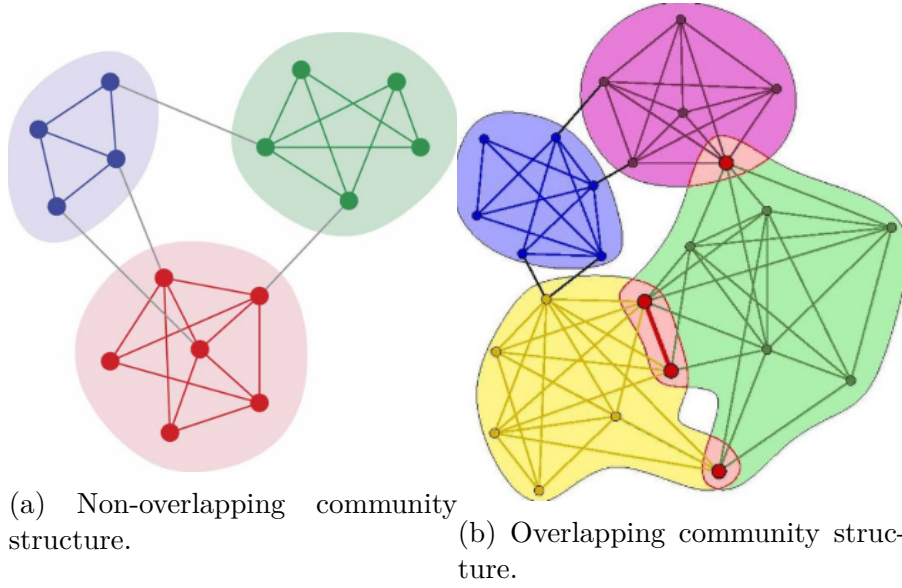 (a) Non-overlapping community
structure.
(b) Overlapping community struc-
ture.